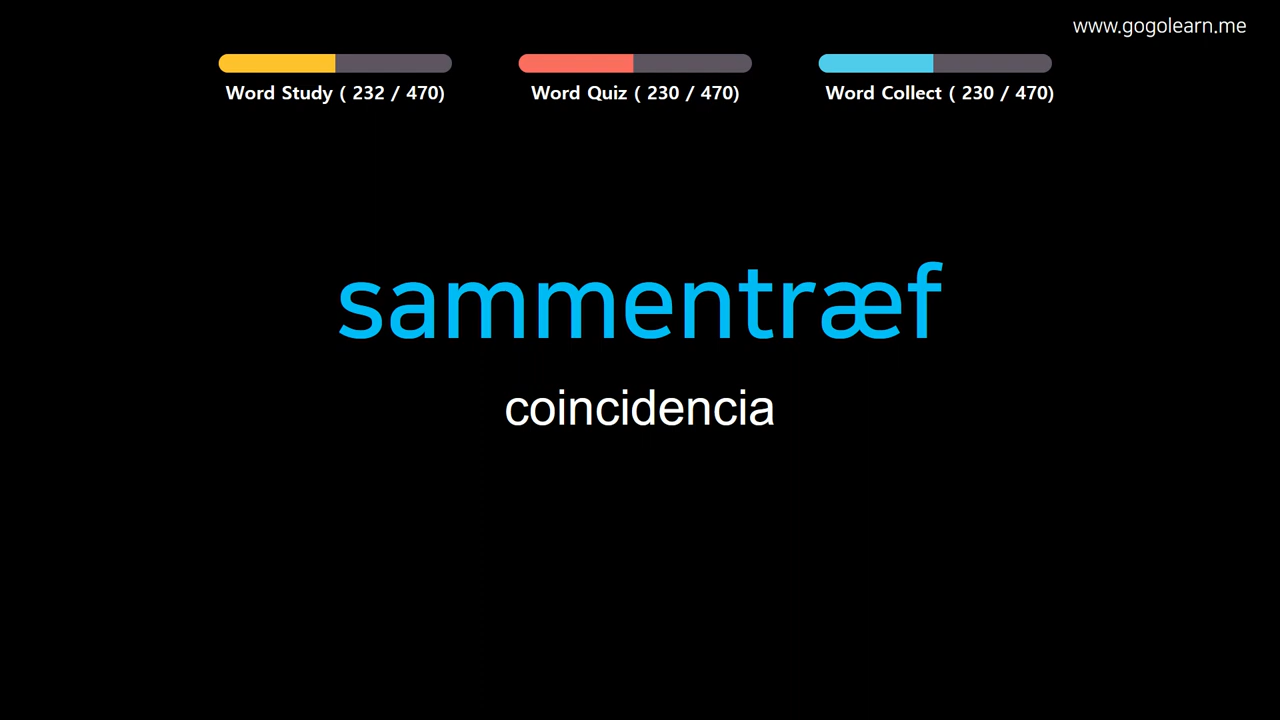 www.gogolearn.me
Word Study ( 232 / 470)
Word Quiz ( 230 / 470)
Word Collect ( 230 / 470)
sammentræf
coincidencia